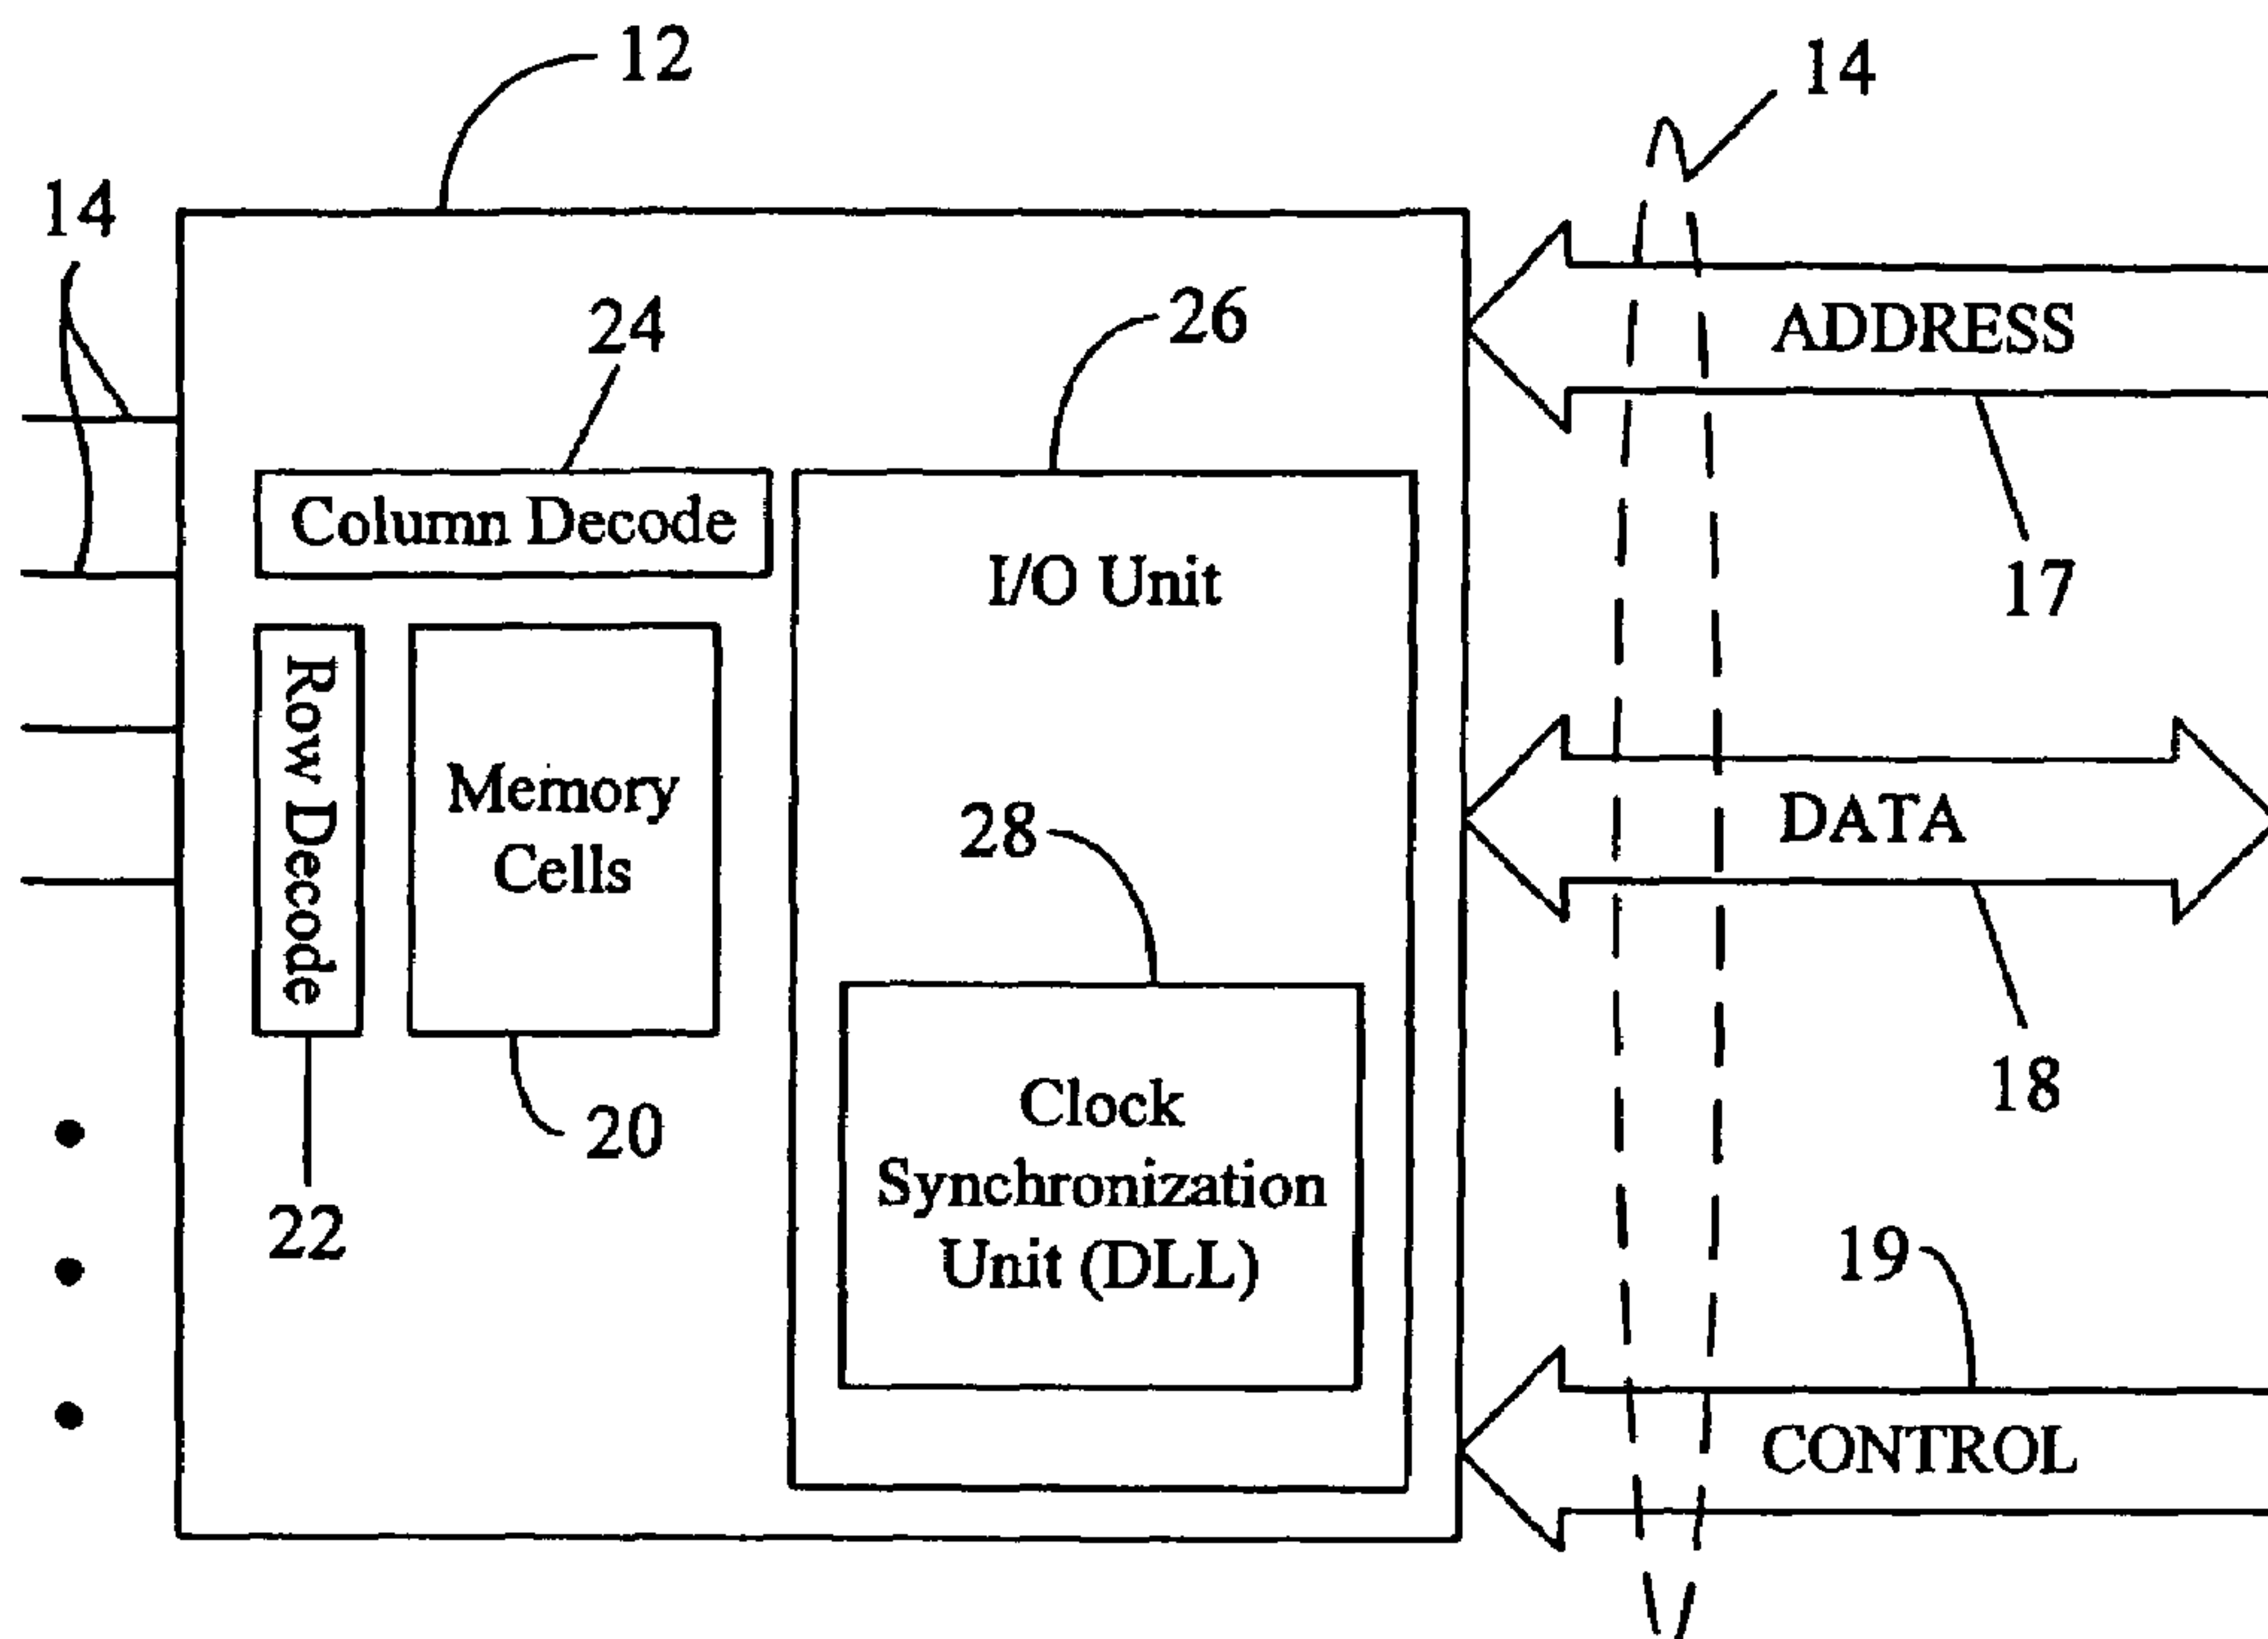 12
14
14
24
26
ADDRESS
Column Decode
I/O Unit
17
Row Decode
Memory
Cells
28
DATA
20
Clock
Synchronization
Unit (DLL)
18
22
19
CONTROL